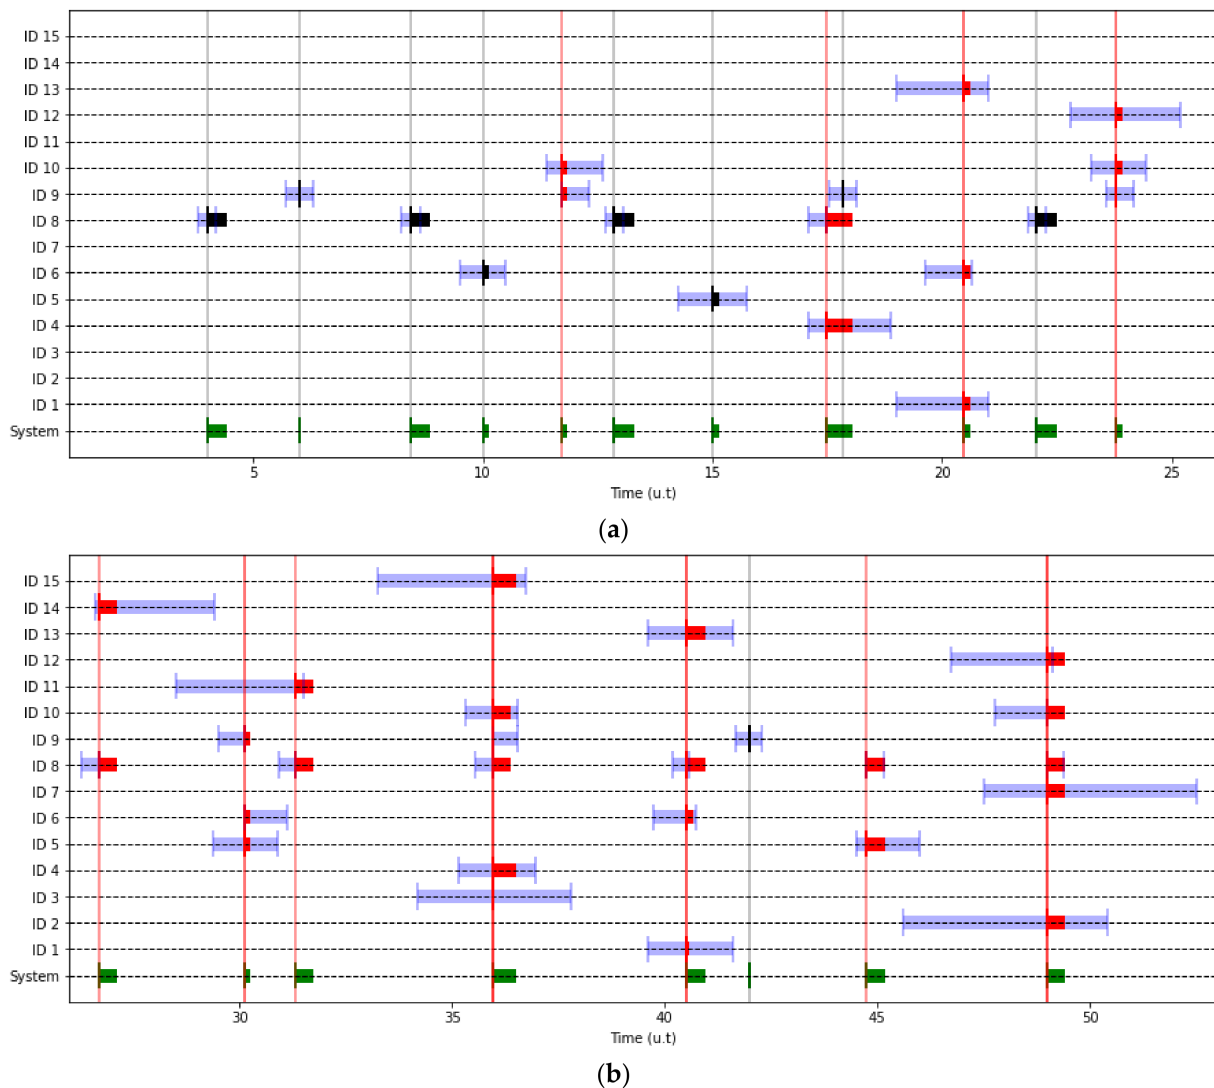 ID 15
ID 14
ID 13
ID 12
ID 11
ID 10
ID 9
ID 8
ID 7
ID 6
ID 5
ID 4
ID 3
ID 2
ID 1
System
5 10 15 20 25
Time (u.t)
(a)
ID 15
ID 14
ID 13
ID 12
ID 11
ID 10
ID 9
ID 8
ID 7
ID 6
ID 5
ID 4
ID 3
ID 2
ID 1
System
30 35 40 45 50
Time (u.t)
(b)